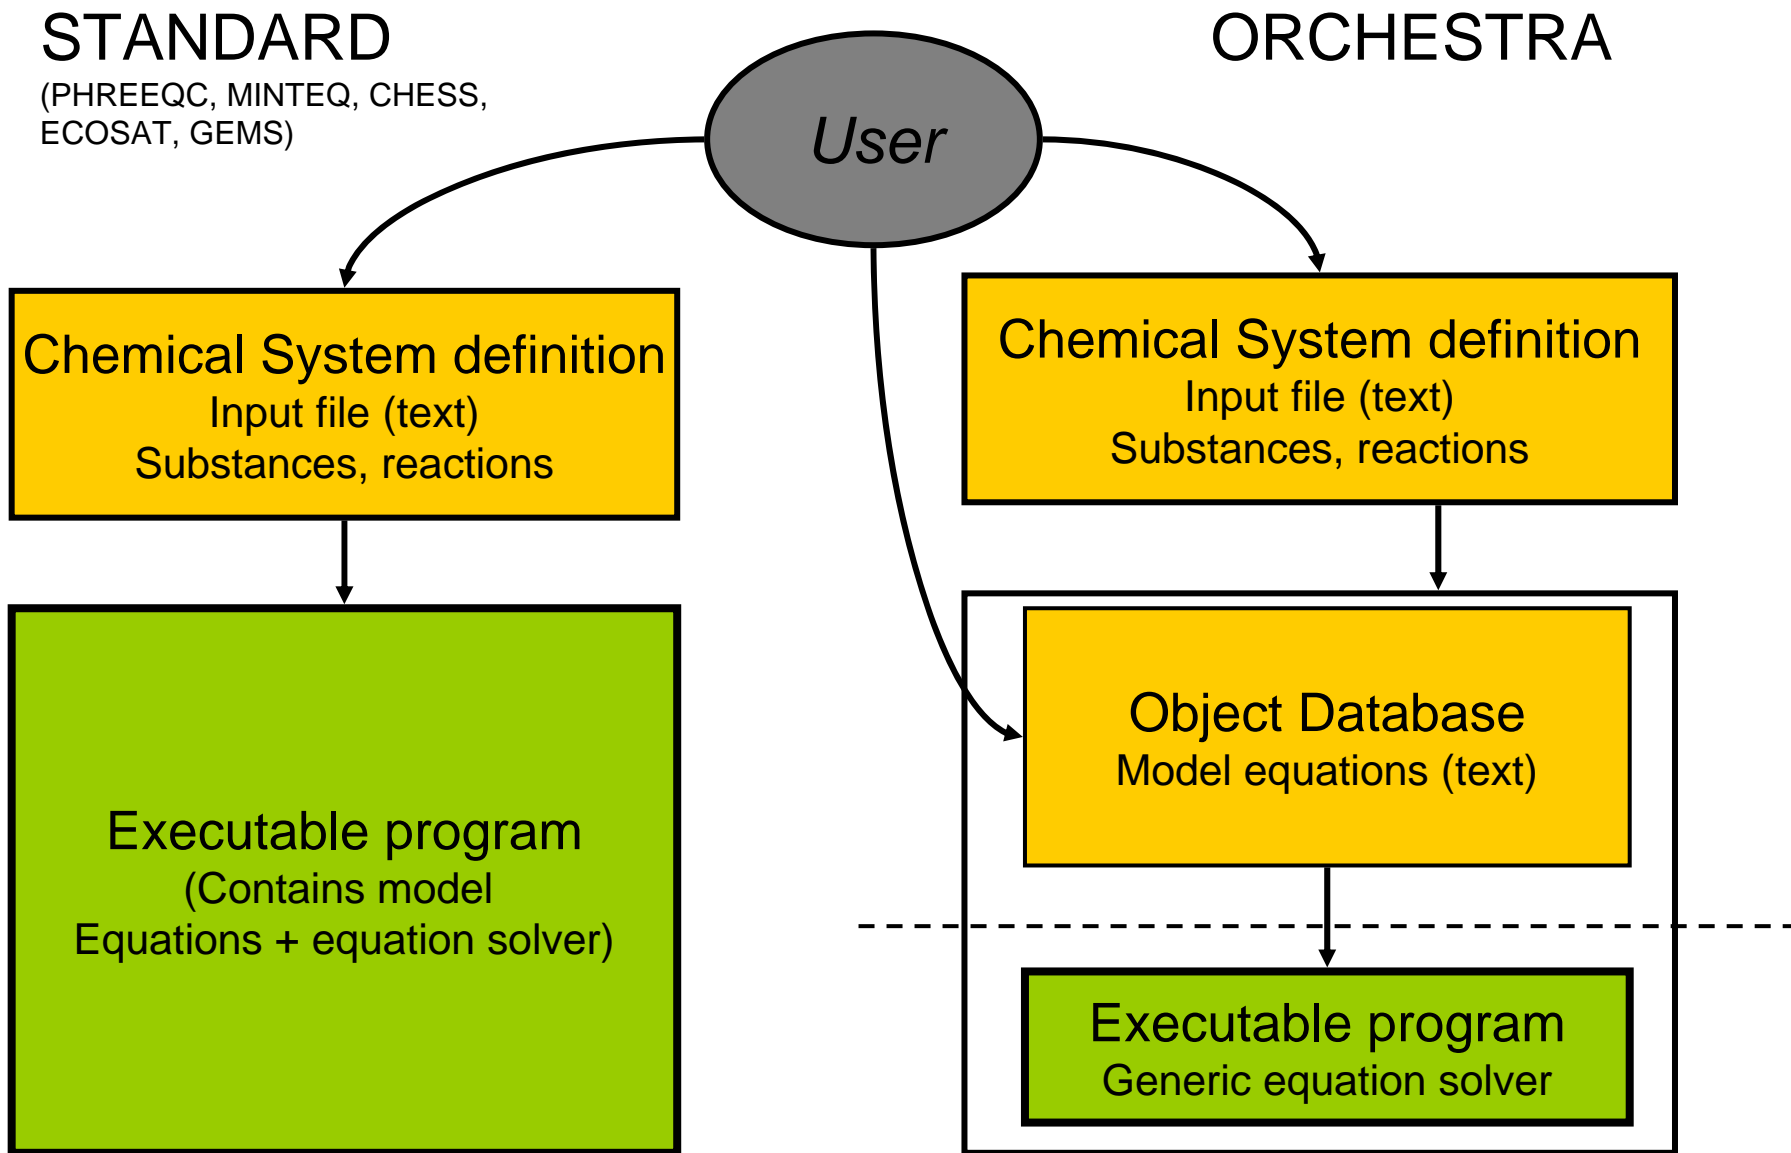 STANDARD
(PHREEQC, MINTEQ, CHESS,
ECOSAT, GEMS)
ORCHESTRA
User
Chemical System definition
Input file (text)
Substances, reactions
Executable program
(Contains model
Equations + equation solver)
Chemical System definition
Input file (text)
Substances, reactions
Object Database
Model equations (text)
Executable program
Generic equation solver